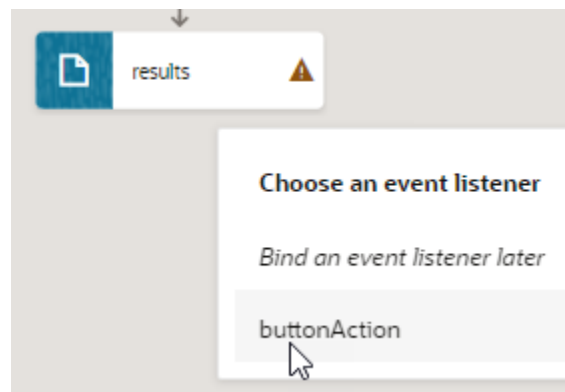 results
Choose an event listener
Bind an event listener later
buttonAction